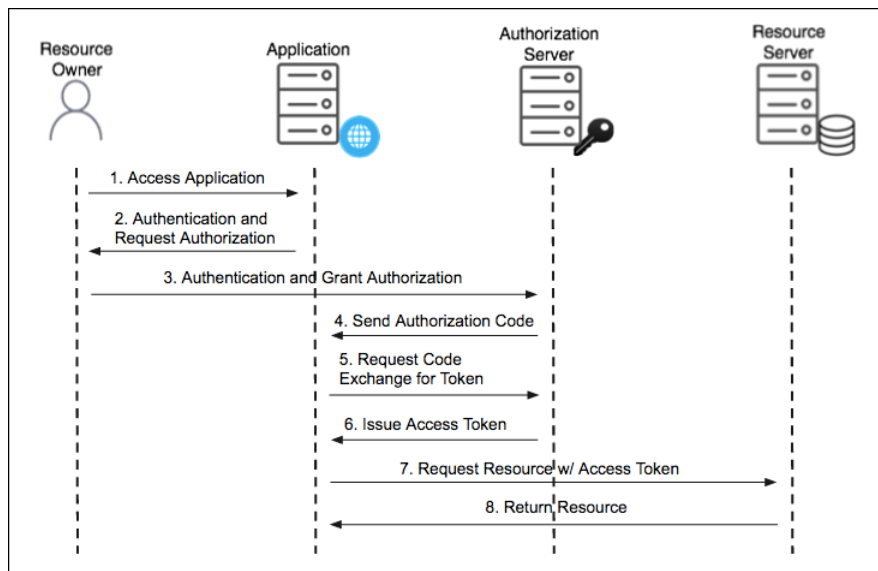 Resource
Owner
Application
Authorization
Server
Resource
Server
1. Access Application
2. Authentication and
Request Authorization
3. Authentication and Grant Authorization
4. Send Authorization Code
5. Request Code
Exchange for Token
6. Issue Access Token
7. Request Resource w/ Access Token
8. Return Resource